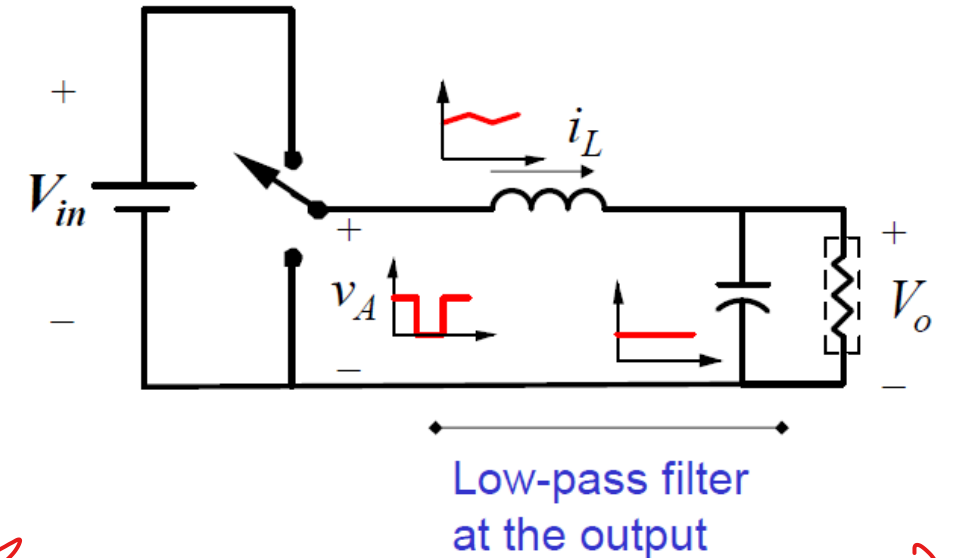 +
i_L
V_in
+
+
v_A
V_o
−
−
−
Low-pass filter
at the output